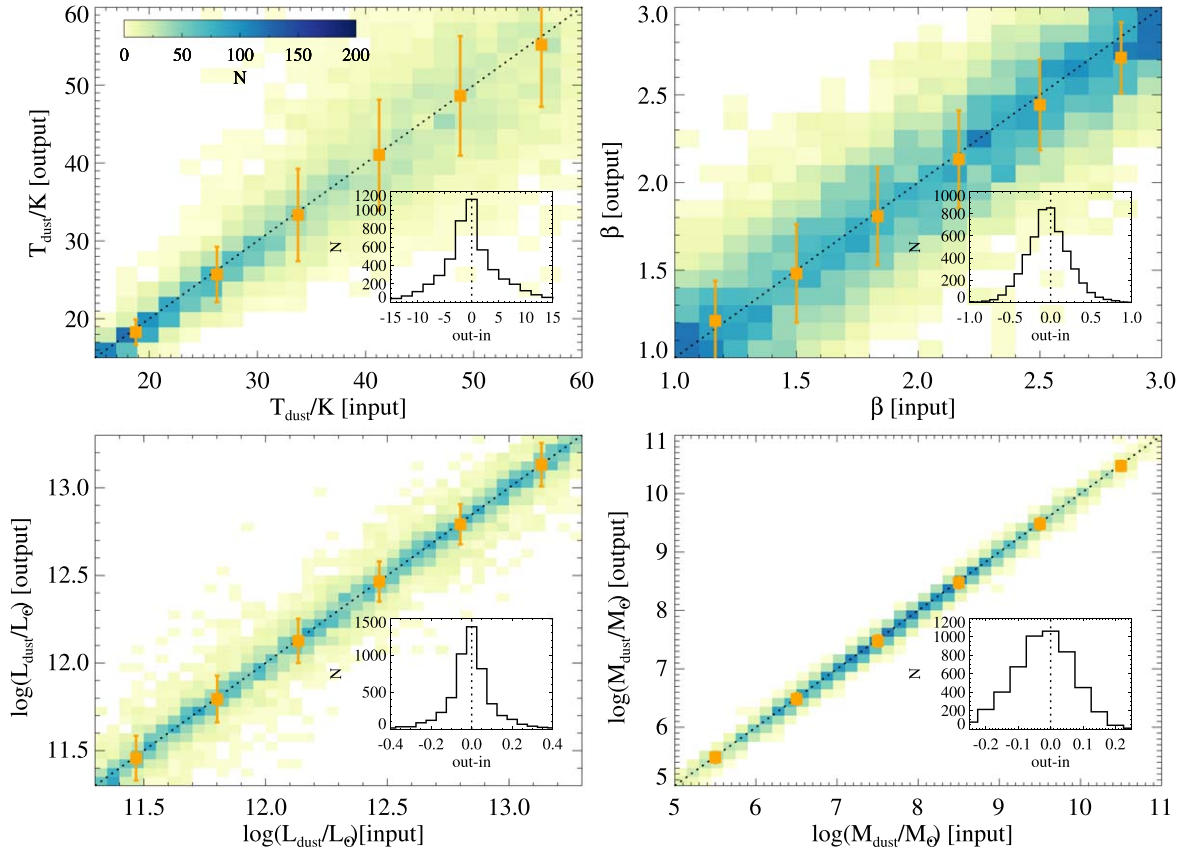 60
50
40
30
20
T_dust/K [output]
0 50 100 150 200
N
1200
1000
800
600
400
200
0
N
-15 -10 -5 0 5 10 15
out-in
20 30 40 50 60
T_dust/K [input]
3.0
2.5
2.0
1.5
1.0
β [output]
1000
800
600
400
200
0
N
-1.0 -0.5 0.0 0.5 1.0
out-in
1.0 1.5 2.0 2.5 3.0
β [input]
13.0
12.5
12.0
11.5
log(L_dust/L_⊙) [output]
1500
1000
500
0
N
-0.4 -0.2 0.0 0.2 0.4
out-in
11.5 12.0 12.5 13.0
log(L_dust/L_⊙)[input]
11
10
9
8
7
6
5
log(M_dust/M_⊙) [output]
1200
1000
800
600
400
200
0
N
-0.2 -0.1 0.0 0.1 0.2
out-in
5 6 7 8 9 10 11
log(M_dust/M_⊙) [input]